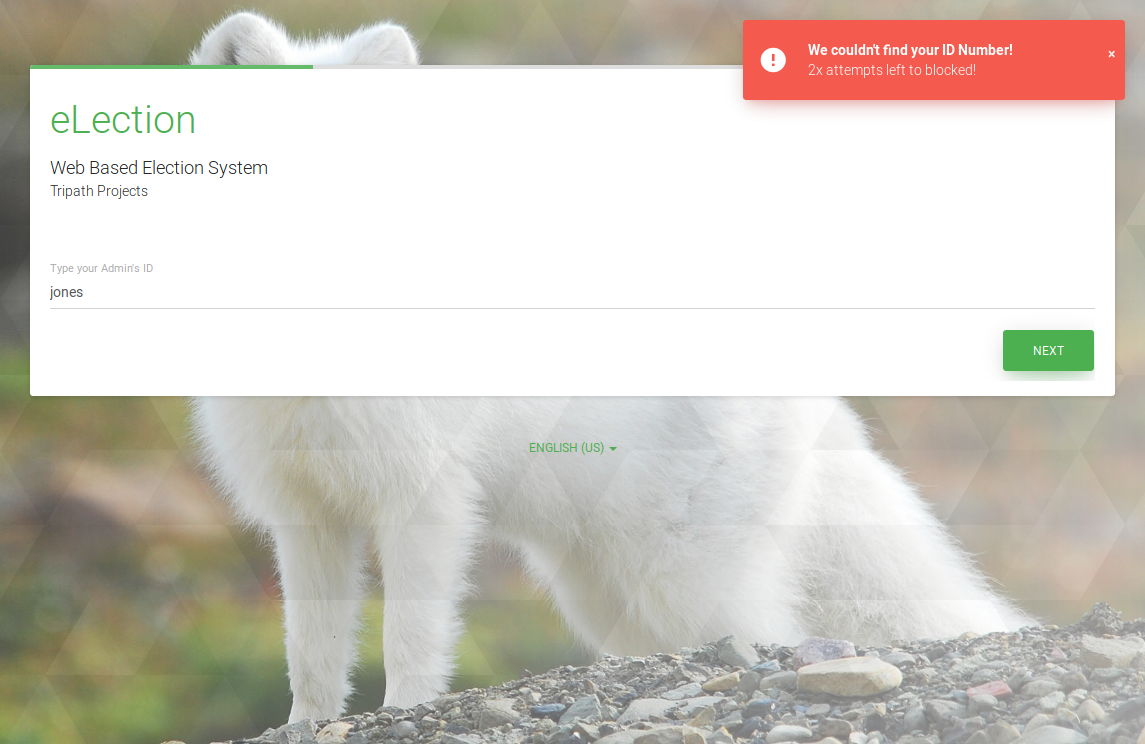 We couldn't find your ID Number!
2x attempts left to blocked!
×
eLection
Web Based Election System
Tripath Projects
Type your Admin's ID
jones
NEXT
ENGLISH (US)